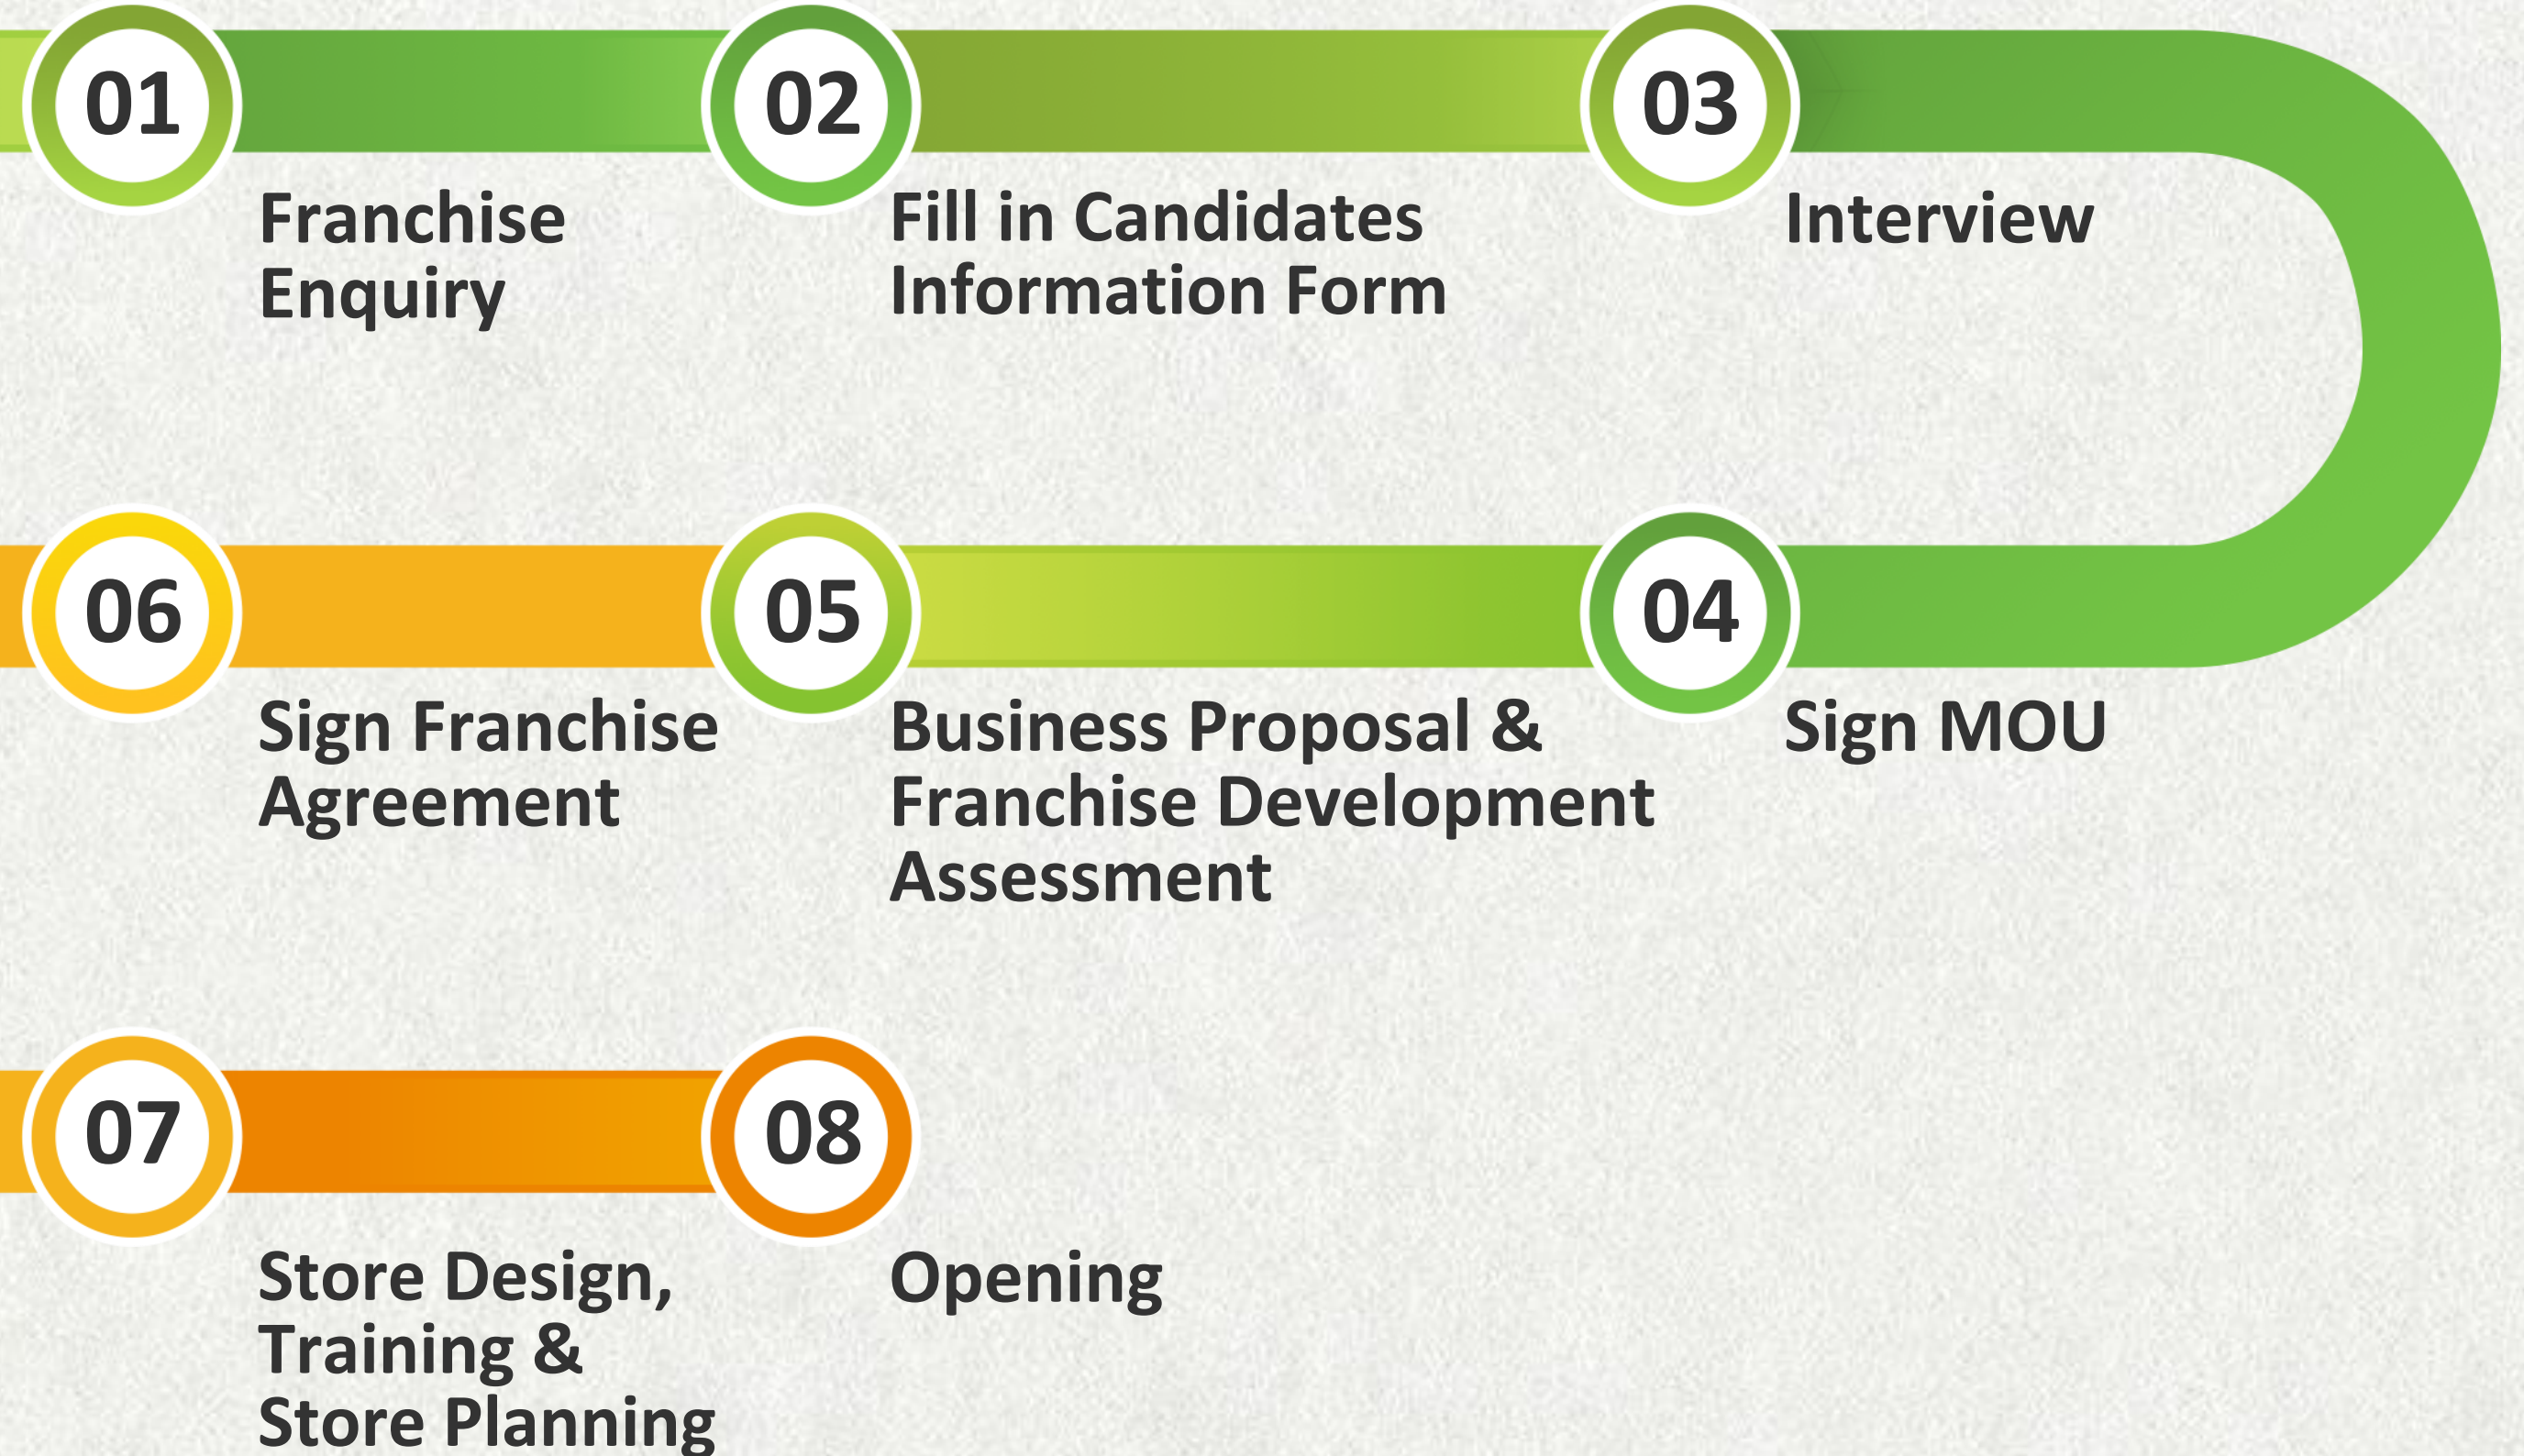 01
Franchise
Enquiry
02
Fill in Candidates
Information Form
03
Interview
04
Sign MOU
05
Business Proposal &
Franchise Development
Assessment
06
Sign Franchise
Agreement
07
Store Design,
Training &
Store Planning
08
Opening